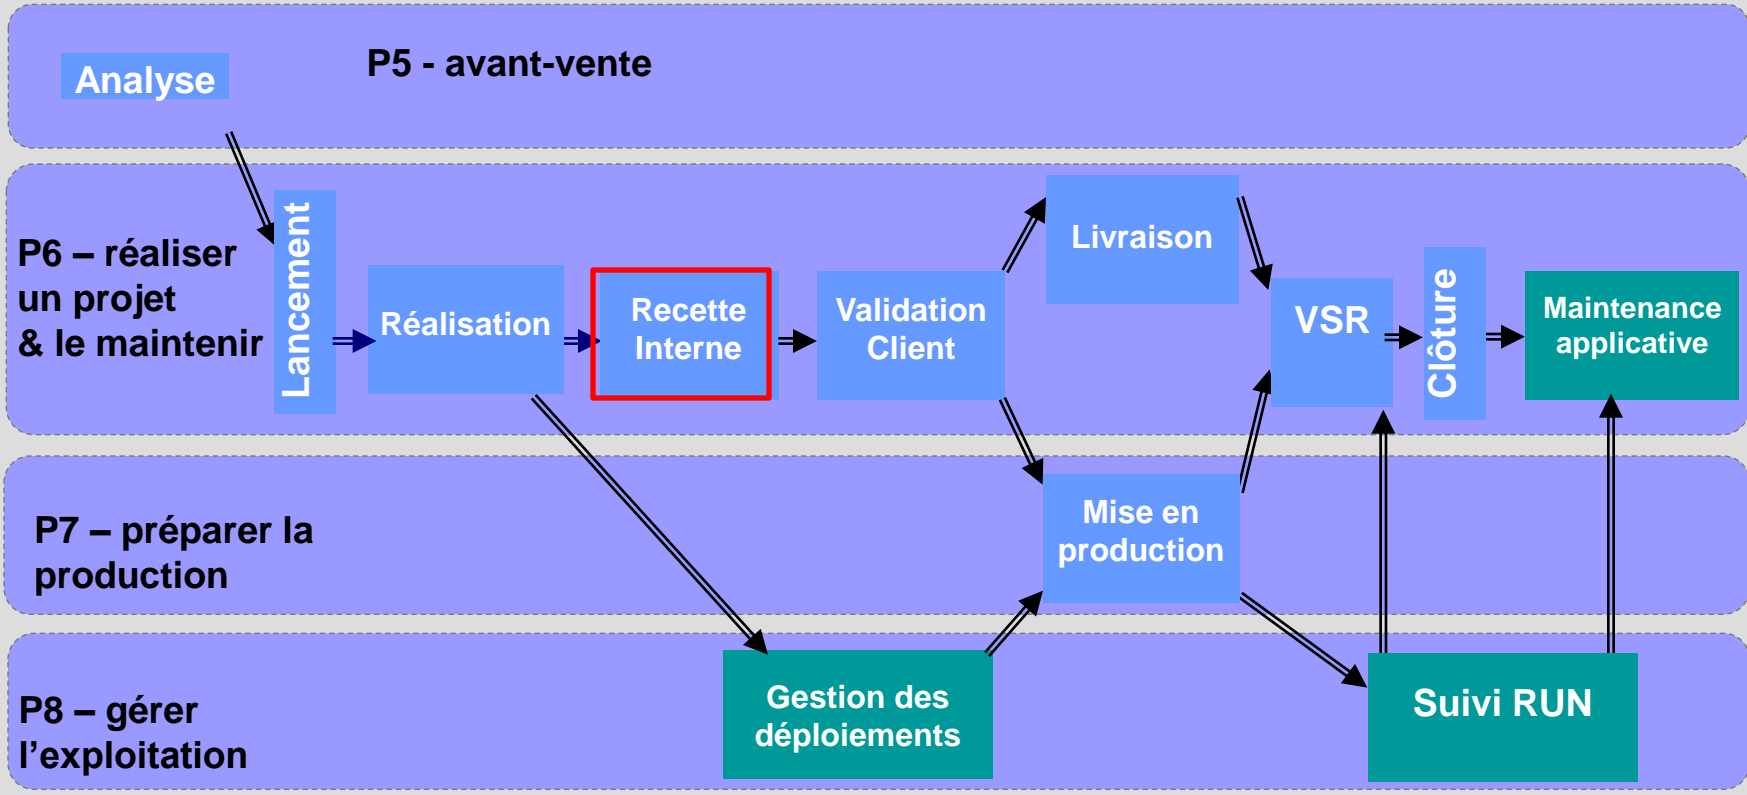 P5 - avant-vente
Analyse
P6 – réaliser
un projet
& le maintenir
Lancement
Réalisation
Recette
Interne
Validation
Client
Livraison
VSR
Clôture
Maintenance
applicative
P7 – préparer la
production
Mise en
production
P8 – gérer
l’exploitation
Gestion des
déploiements
Suivi RUN